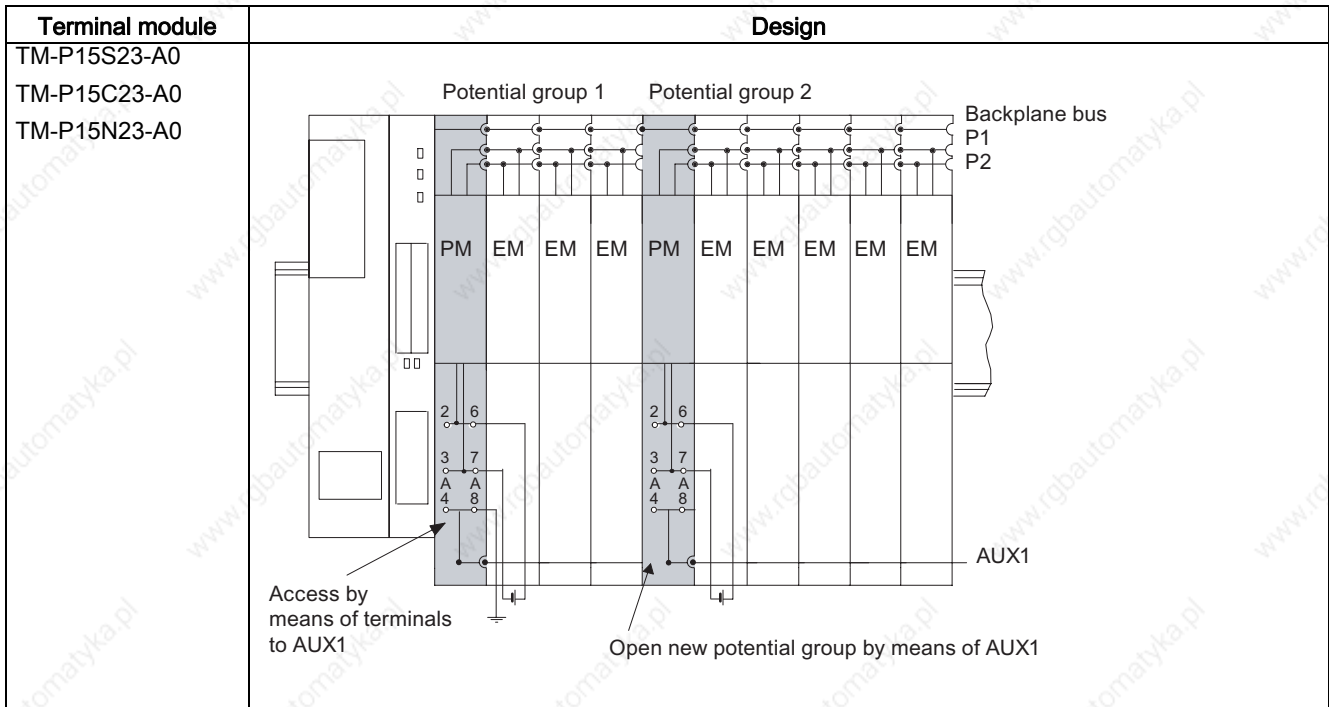 Terminal module
Design
TM-P15S23-A0
TM-P15C23-A0
TM-P15N23-A0
Potential group 1
Potential group 2
Backplane bus
P1
P2
PM EM EM EM PM EM EM EM EM EM
2 6
3 7
A A
4 8
2 6
3 7
A A
4 8
AUX1
Access by
means of terminals
to AUX1
Open new potential group by means of AUX1
www.rgbautomatyka.pl